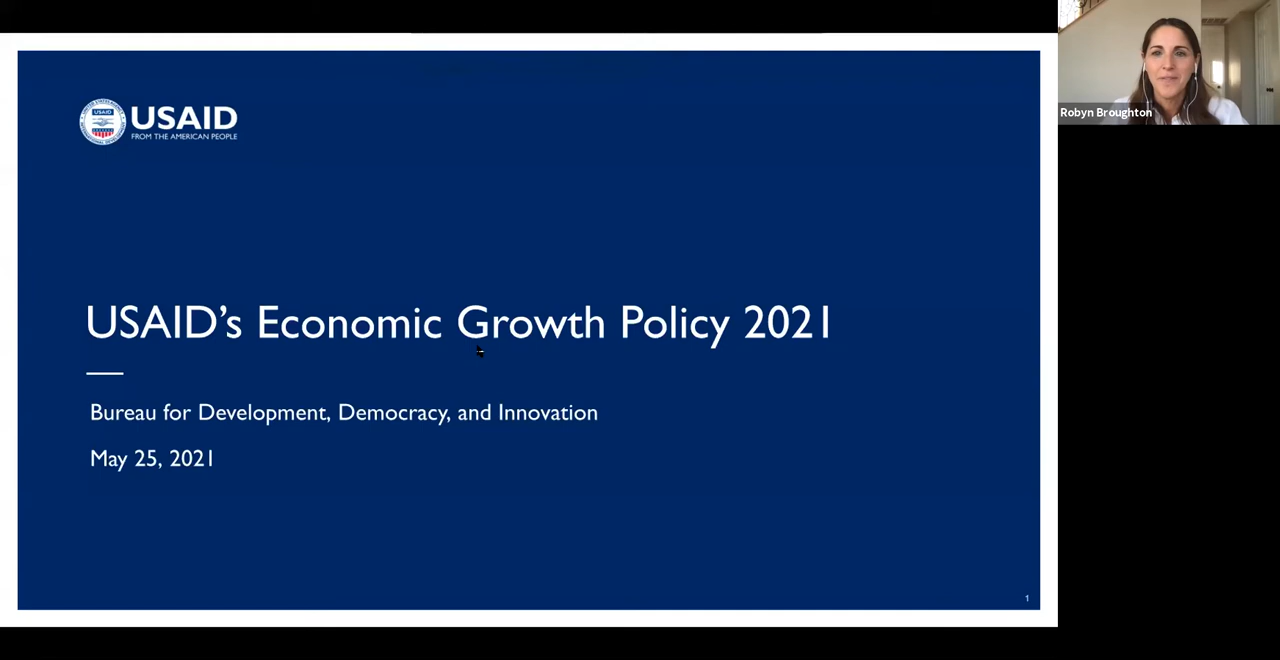 USAID
FROM THE AMERICAN PEOPLE
Robyn Broughton
USAID's Economic Growth Policy 2021
Bureau for Development, Democracy, and Innovation
May 25, 2021
1